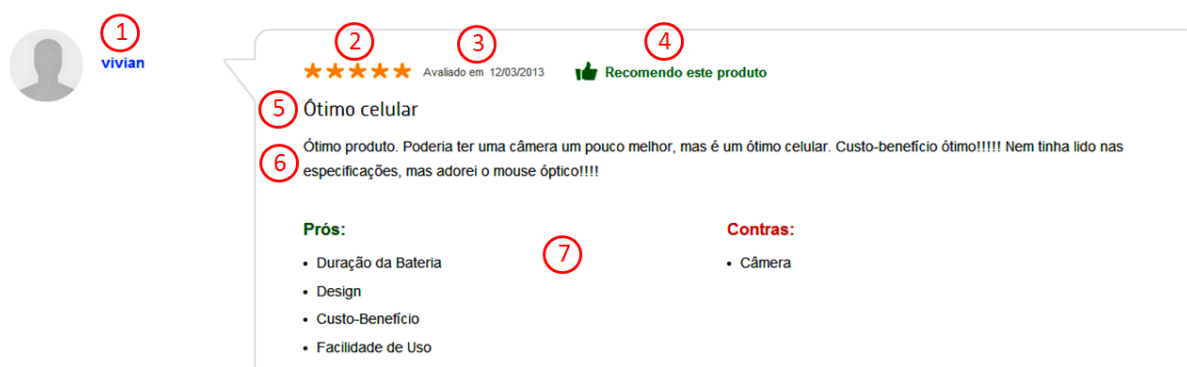 1
vivian
2
3
4
Avaliado em 12/03/2013
Recomendo este produto
5
Ótimo celular
6
Ótimo produto. Poderia ter uma câmera um pouco melhor, mas é um ótimo celular. Custo-benefício ótimo!!!!! Nem tinha lido nas
especificações, mas adorei o mouse óptico!!!!
7
Prós:
• Duração da Bateria
• Design
• Custo-Benefício
• Facilidade de Uso
Contras:
• Câmera